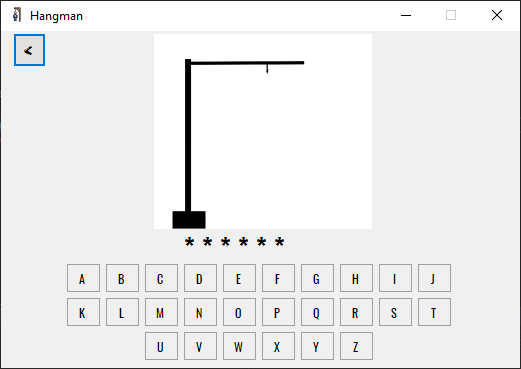 Hangman
<
* * * * * *
A B C D E F G H I J
K L M N O P Q R S T
U V W X Y Z